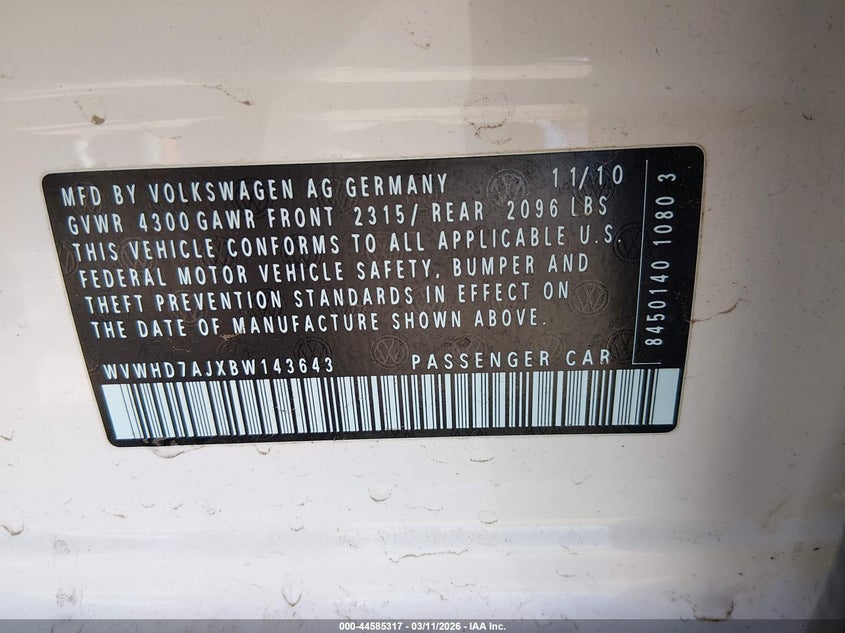 MFD BY VOLKSWAGEN AG GERMANY 11/10
GVWR 4300 GAWR FRONT 2315/ REAR 2096 LBS
THIS VEHICLE CONFORMS TO ALL APPLICABLE U.S.
FEDERAL MOTOR VEHICLE SAFETY, BUMPER AND
THEFT PREVENTION STANDARDS IN EFFECT ON
THE DATE OF MANUFACTURE SHOWN ABOVE.
WVWHD7AJXBW143643 PASSENGER CAR
8450140 1080 3
000-44585317 - 03/11/2026 - IAA Inc.